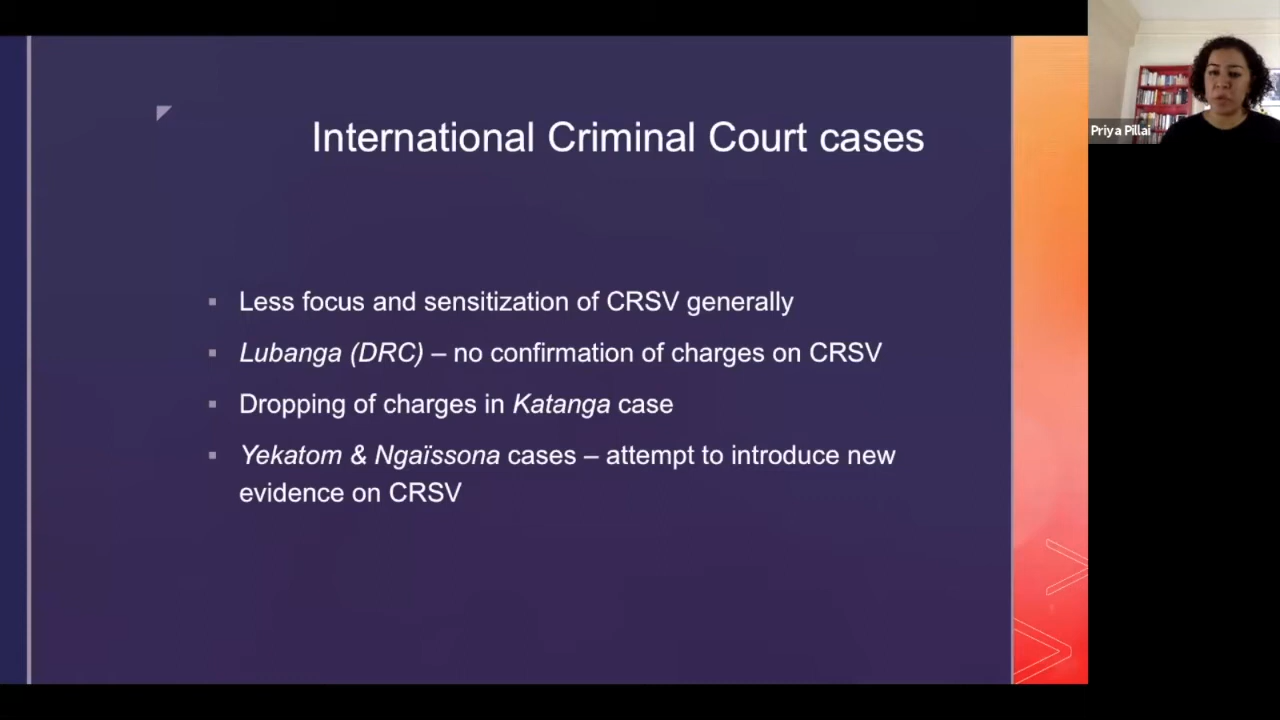 International Criminal Court cases
Less focus and sensitization of CRSV generally
Lubanga (DRC) – no confirmation of charges on CRSV
Dropping of charges in Katanga case
Yekatom & Ngaïssona cases – attempt to introduce new
evidence on CRSV
Priya Pillai